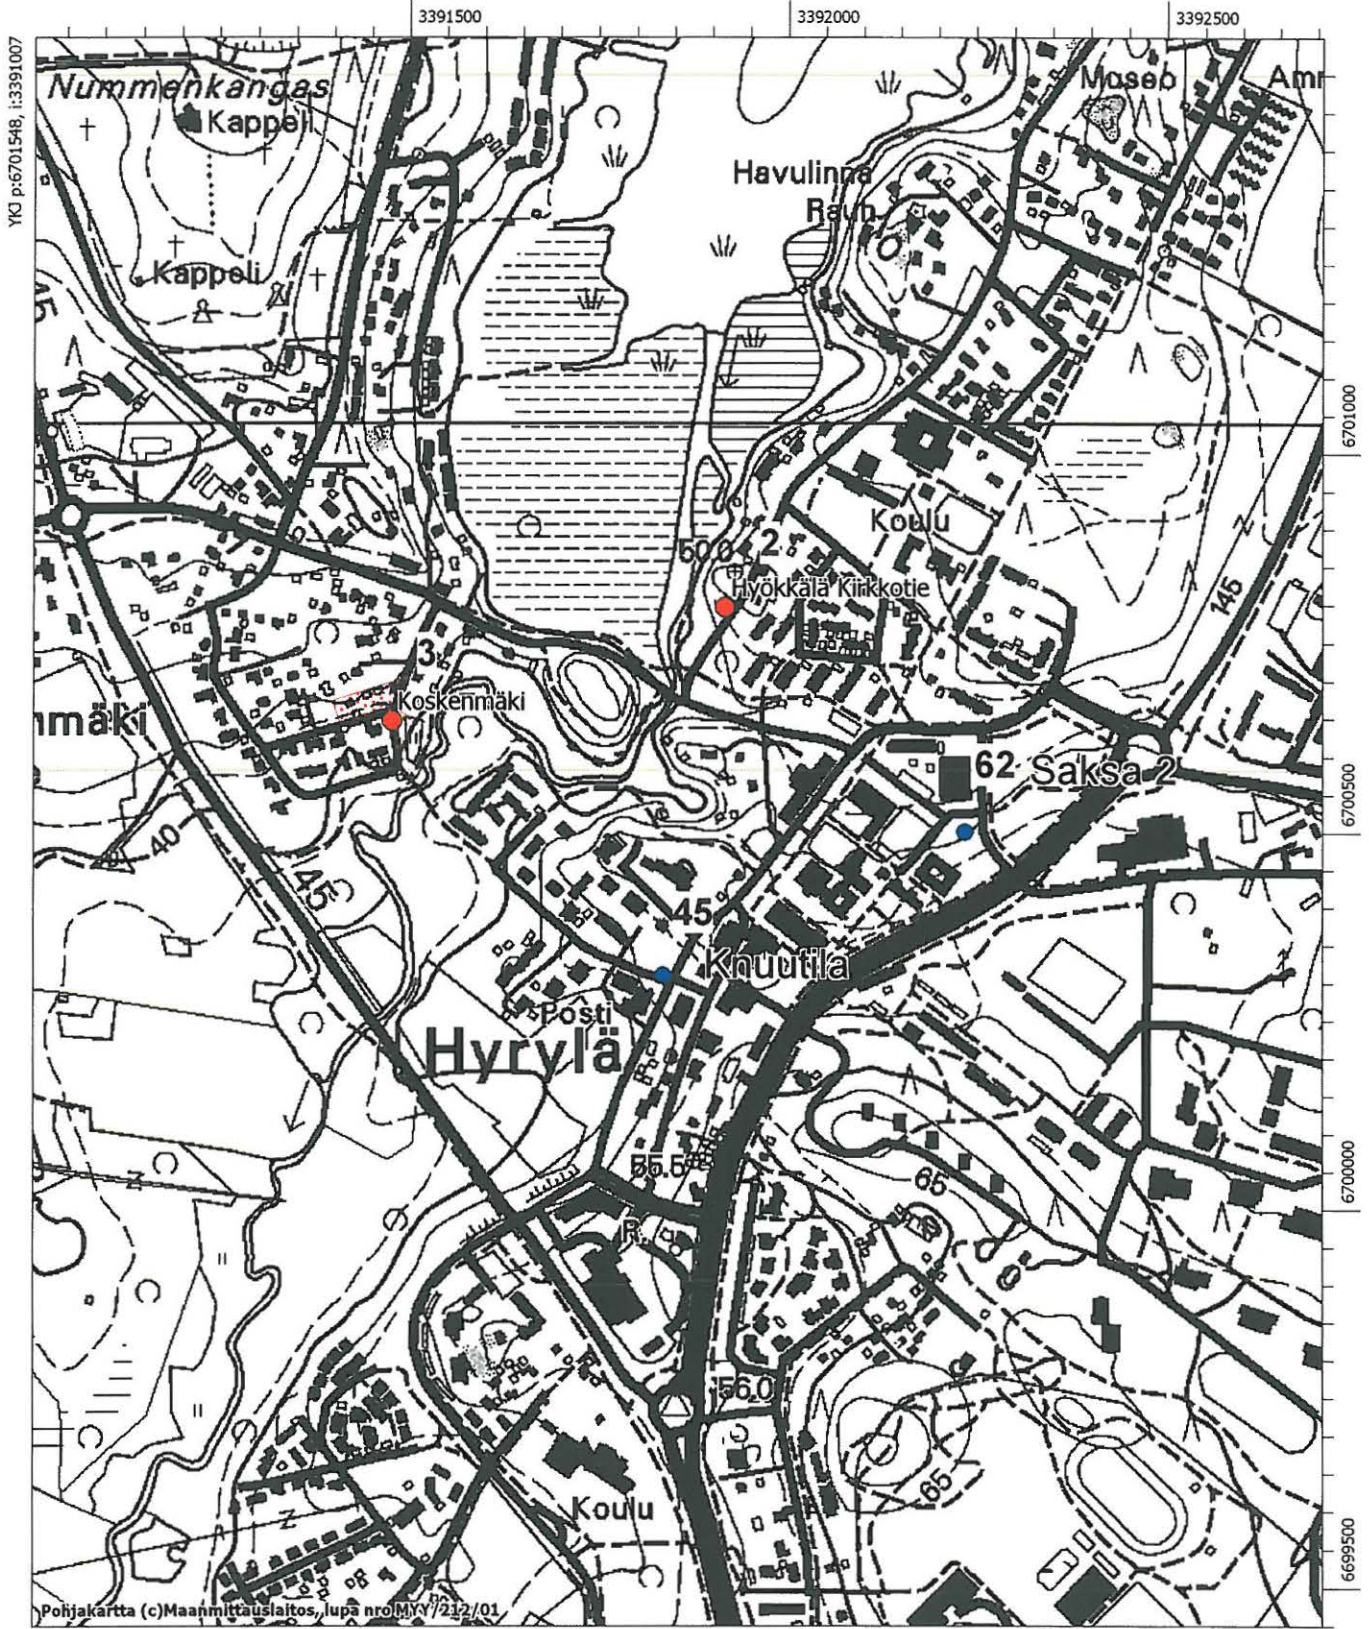 3391500
3392000
3392500
YKJ p:6701548, i:3391007
Nummenkangas
Kappeli
Museo
Havulinna
Rauh
Kappeli
45
6701000
Koulu
50.0
2
Hyökkälä Kirkkotie
145
3
Koskenmäki
nmäki
62
Saksa 2
6700500
40
45
45
Knuutila
Posti
Hyrylä
55.5
65
6700000
R.
56.0
65
Koulu
6699500
Pohjakartta (c)Maanmittauslaitos, lupa nro MYY/212/01